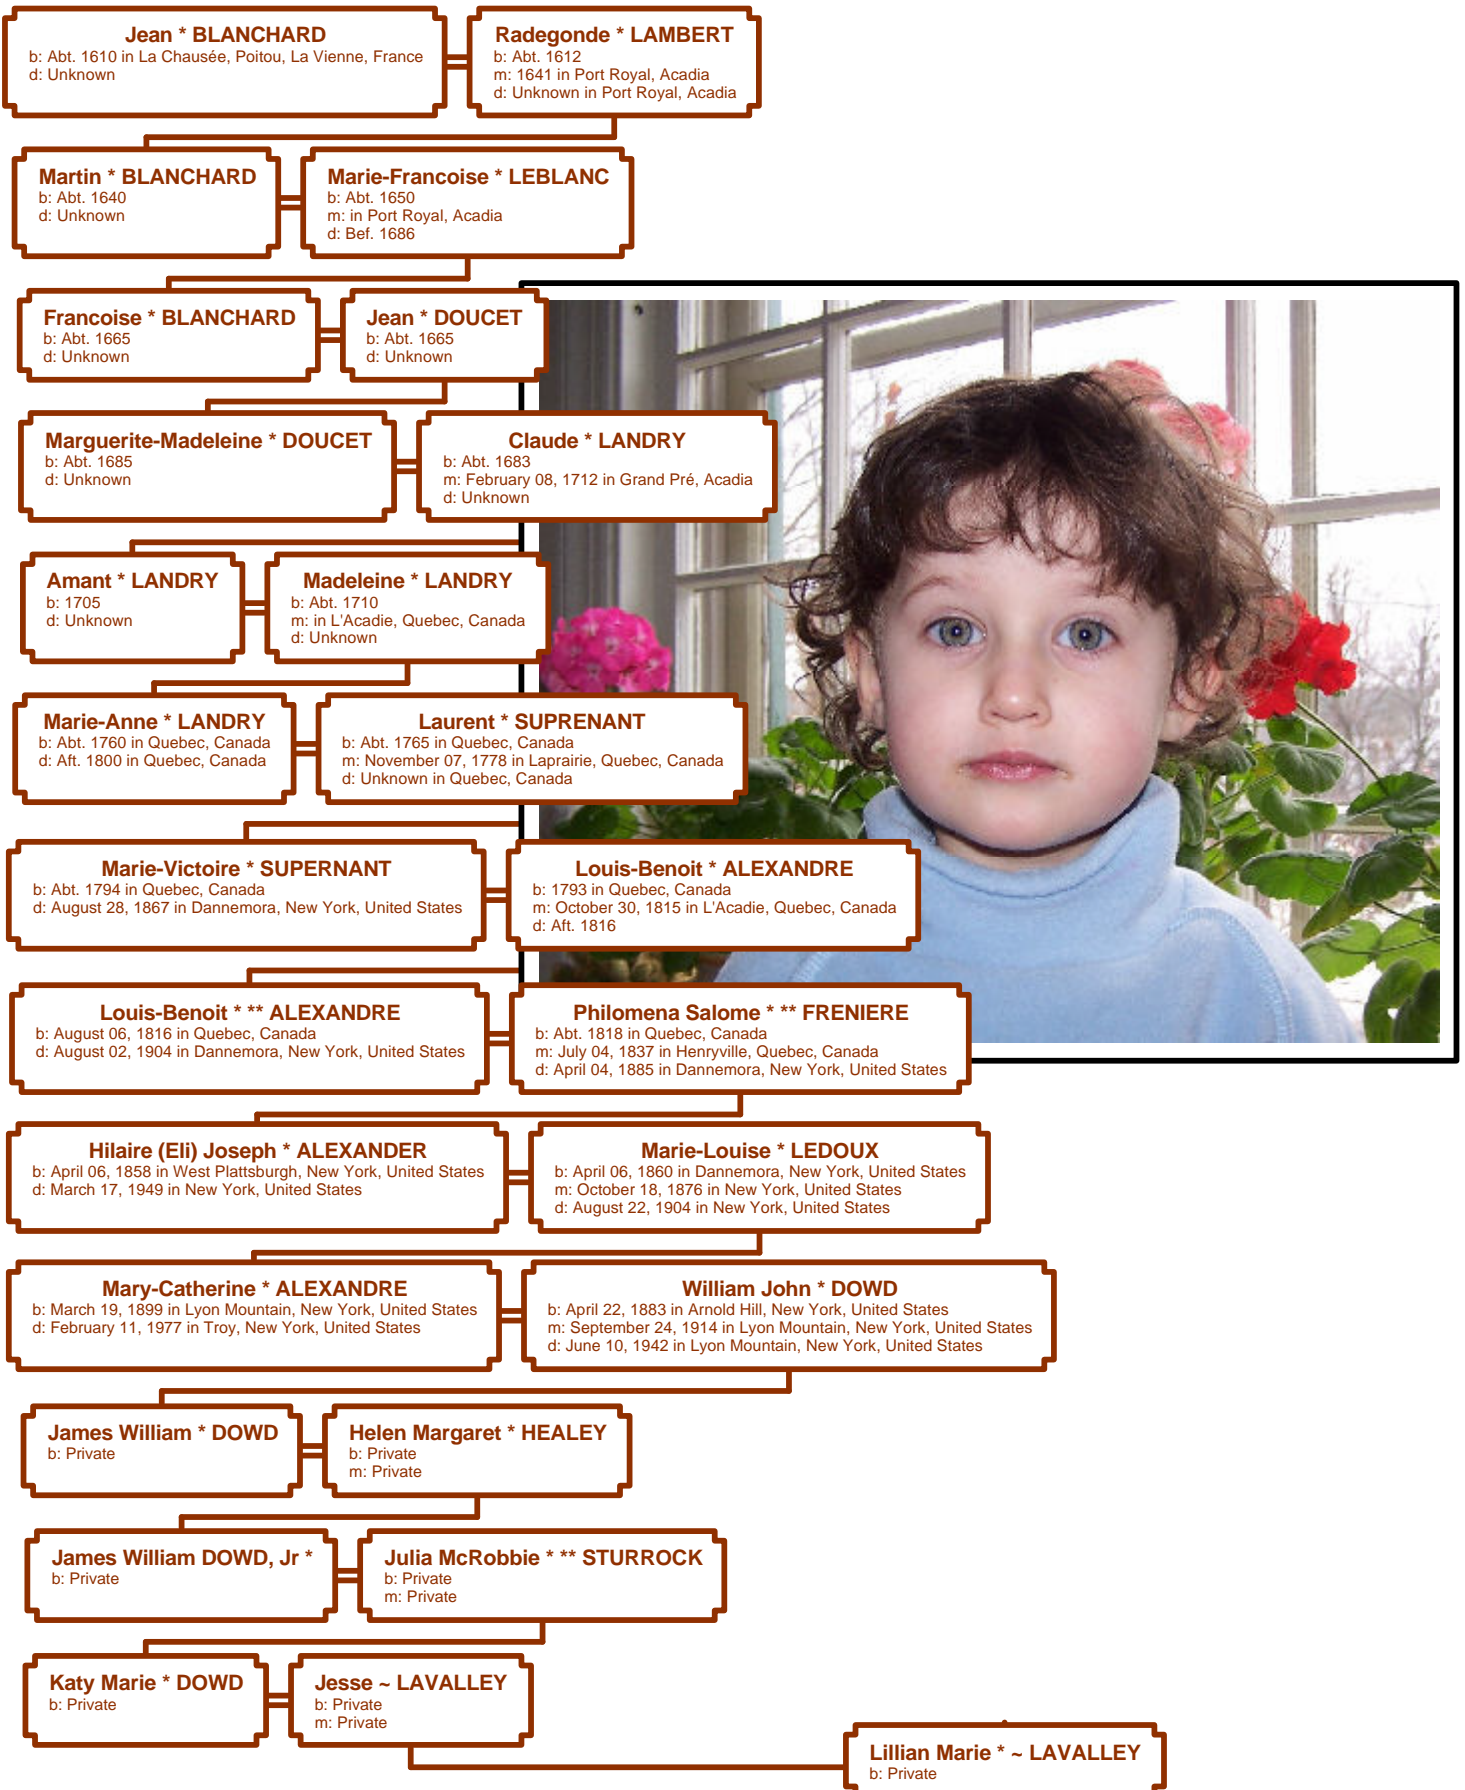 Jean * BLANCHARD
b: Abt. 1610 in La Chausée, Poitou, La Vienne, France
d: Unknown
Radegonde * LAMBERT
b: Abt. 1612
m: 1641 in Port Royal, Acadia
d: Unknown in Port Royal, Acadia
Martin * BLANCHARD
b: Abt. 1640
d: Unknown
Marie-Francoise * LEBLANC
b: Abt. 1650
m: in Port Royal, Acadia
d: Bef. 1686
Francoise * BLANCHARD
b: Abt. 1665
d: Unknown
Jean * DOUCET
b: Abt. 1665
d: Unknown
Marguerite-Madeleine * DOUCET
b: Abt. 1685
d: Unknown
Claude * LANDRY
b: Abt. 1683
m: February 08, 1712 in Grand Pré, Acadia
d: Unknown
Amant * LANDRY
b: 1705
d: Unknown
Madeleine * LANDRY
b: Abt. 1710
m: in L'Acadie, Quebec, Canada
d: Unknown
Marie-Anne * LANDRY
b: Abt. 1760 in Quebec, Canada
d: Aft. 1800 in Quebec, Canada
Laurent * SUPRENANT
b: Abt. 1765 in Quebec, Canada
m: November 07, 1778 in Laprairie, Quebec, Canada
d: Unknown in Quebec, Canada
Marie-Victoire * SUPERNANT
b: Abt. 1794 in Quebec, Canada
d: August 28, 1867 in Dannemora, New York, United States
Louis-Benoit * ALEXANDRE
b: 1793 in Quebec, Canada
m: October 30, 1815 in L'Acadie, Quebec, Canada
d: Aft. 1816
Louis-Benoit * ** ALEXANDRE
b: August 06, 1816 in Quebec, Canada
d: August 02, 1904 in Dannemora, New York, United States
Philomena Salome * ** FRENIERE
b: Abt. 1818 in Quebec, Canada
m: July 04, 1837 in Henryville, Quebec, Canada
d: April 04, 1885 in Dannemora, New York, United States
Hilaire (Eli) Joseph * ALEXANDER
b: April 06, 1858 in West Plattsburgh, New York, United States
d: March 17, 1949 in New York, United States
Marie-Louise * LEDOUX
b: April 06, 1860 in Dannemora, New York, United States
m: October 18, 1876 in New York, United States
d: August 22, 1904 in New York, United States
Mary-Catherine * ALEXANDRE
b: March 19, 1899 in Lyon Mountain, New York, United States
d: February 11, 1977 in Troy, New York, United States
William John * DOWD
b: April 22, 1883 in Arnold Hill, New York, United States
m: September 24, 1914 in Lyon Mountain, New York, United States
d: June 10, 1942 in Lyon Mountain, New York, United States
James William * DOWD
b: Private
Helen Margaret * HEALEY
b: Private
m: Private
James William DOWD, Jr *
b: Private
Julia McRobbie * ** STURROCK
b: Private
m: Private
Katy Marie * DOWD
b: Private
Jesse ~ LAVALLEY
b: Private
m: Private
Lillian Marie * ~ LAVALLEY
b: Private